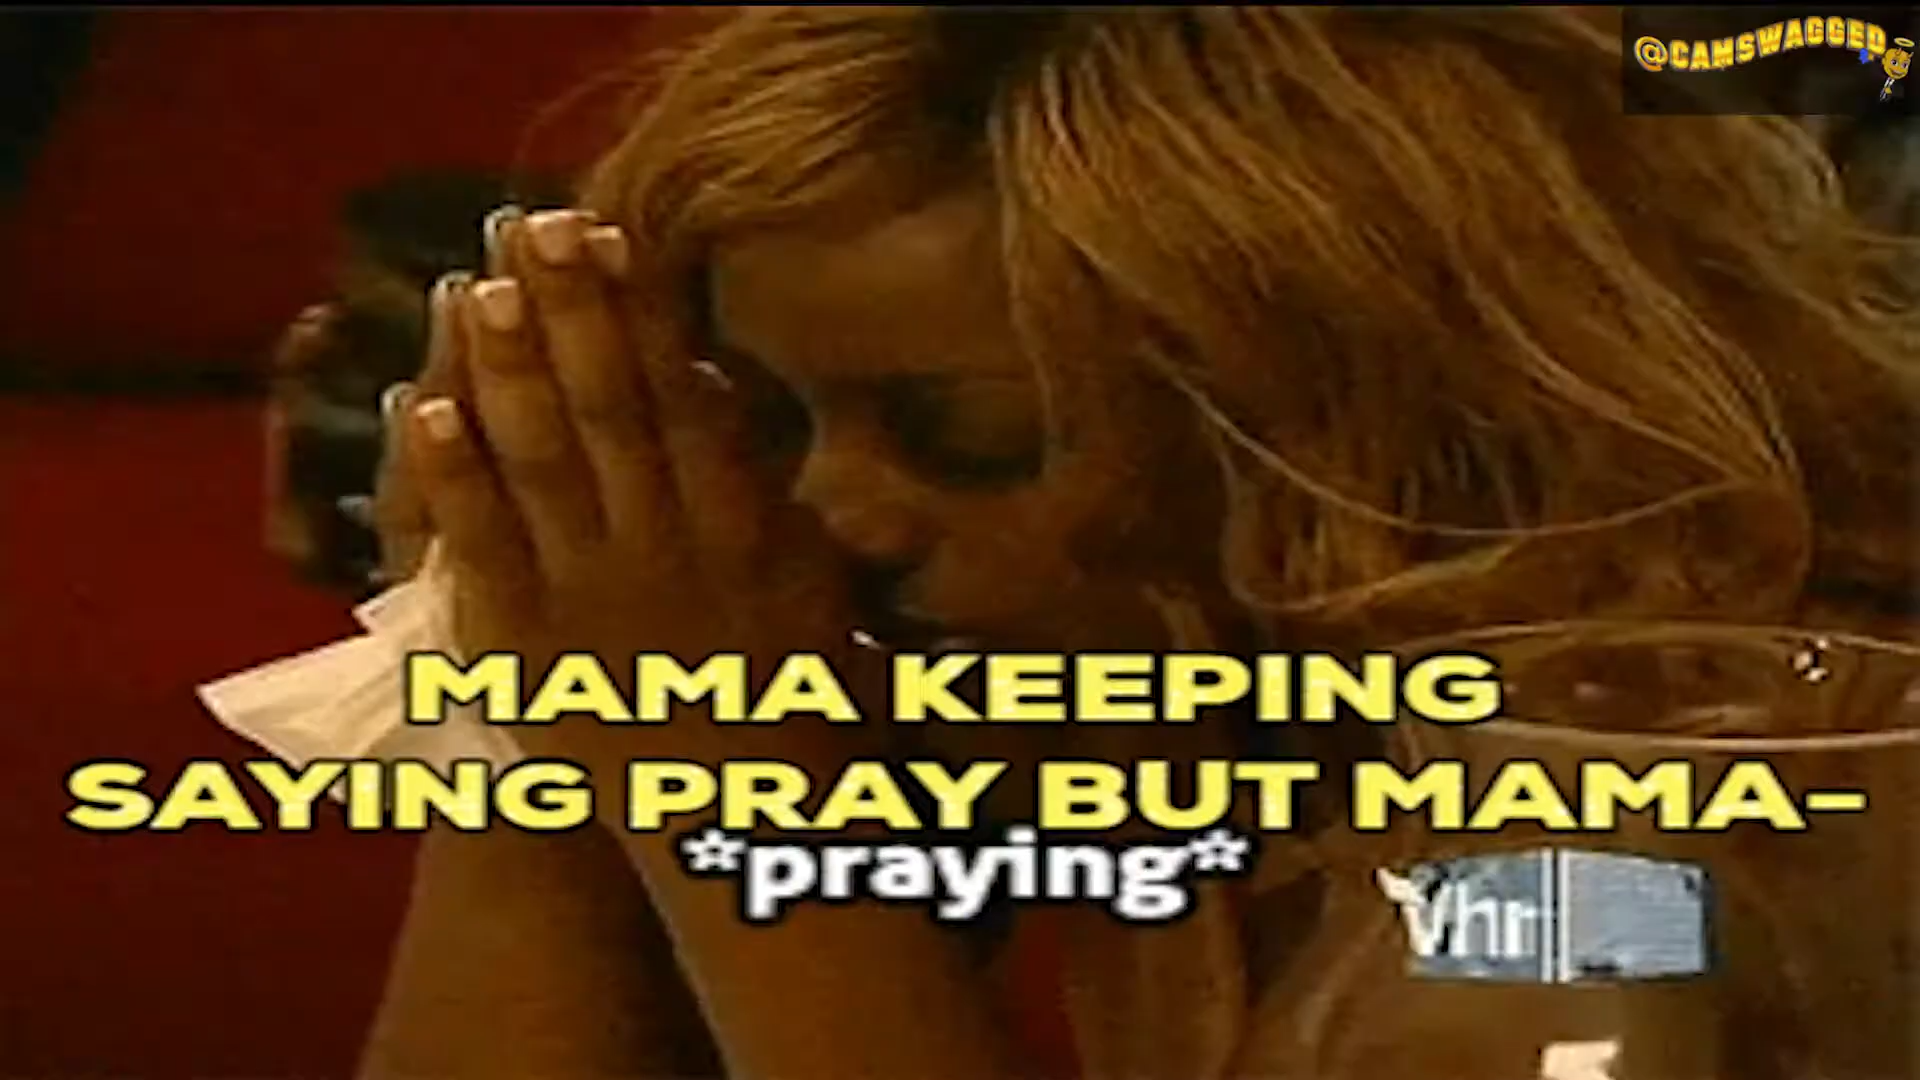 @CAMSWAGGED
MAMA KEEPING
SAYING PRAY BUT MAMA-
*praying*
Vh1